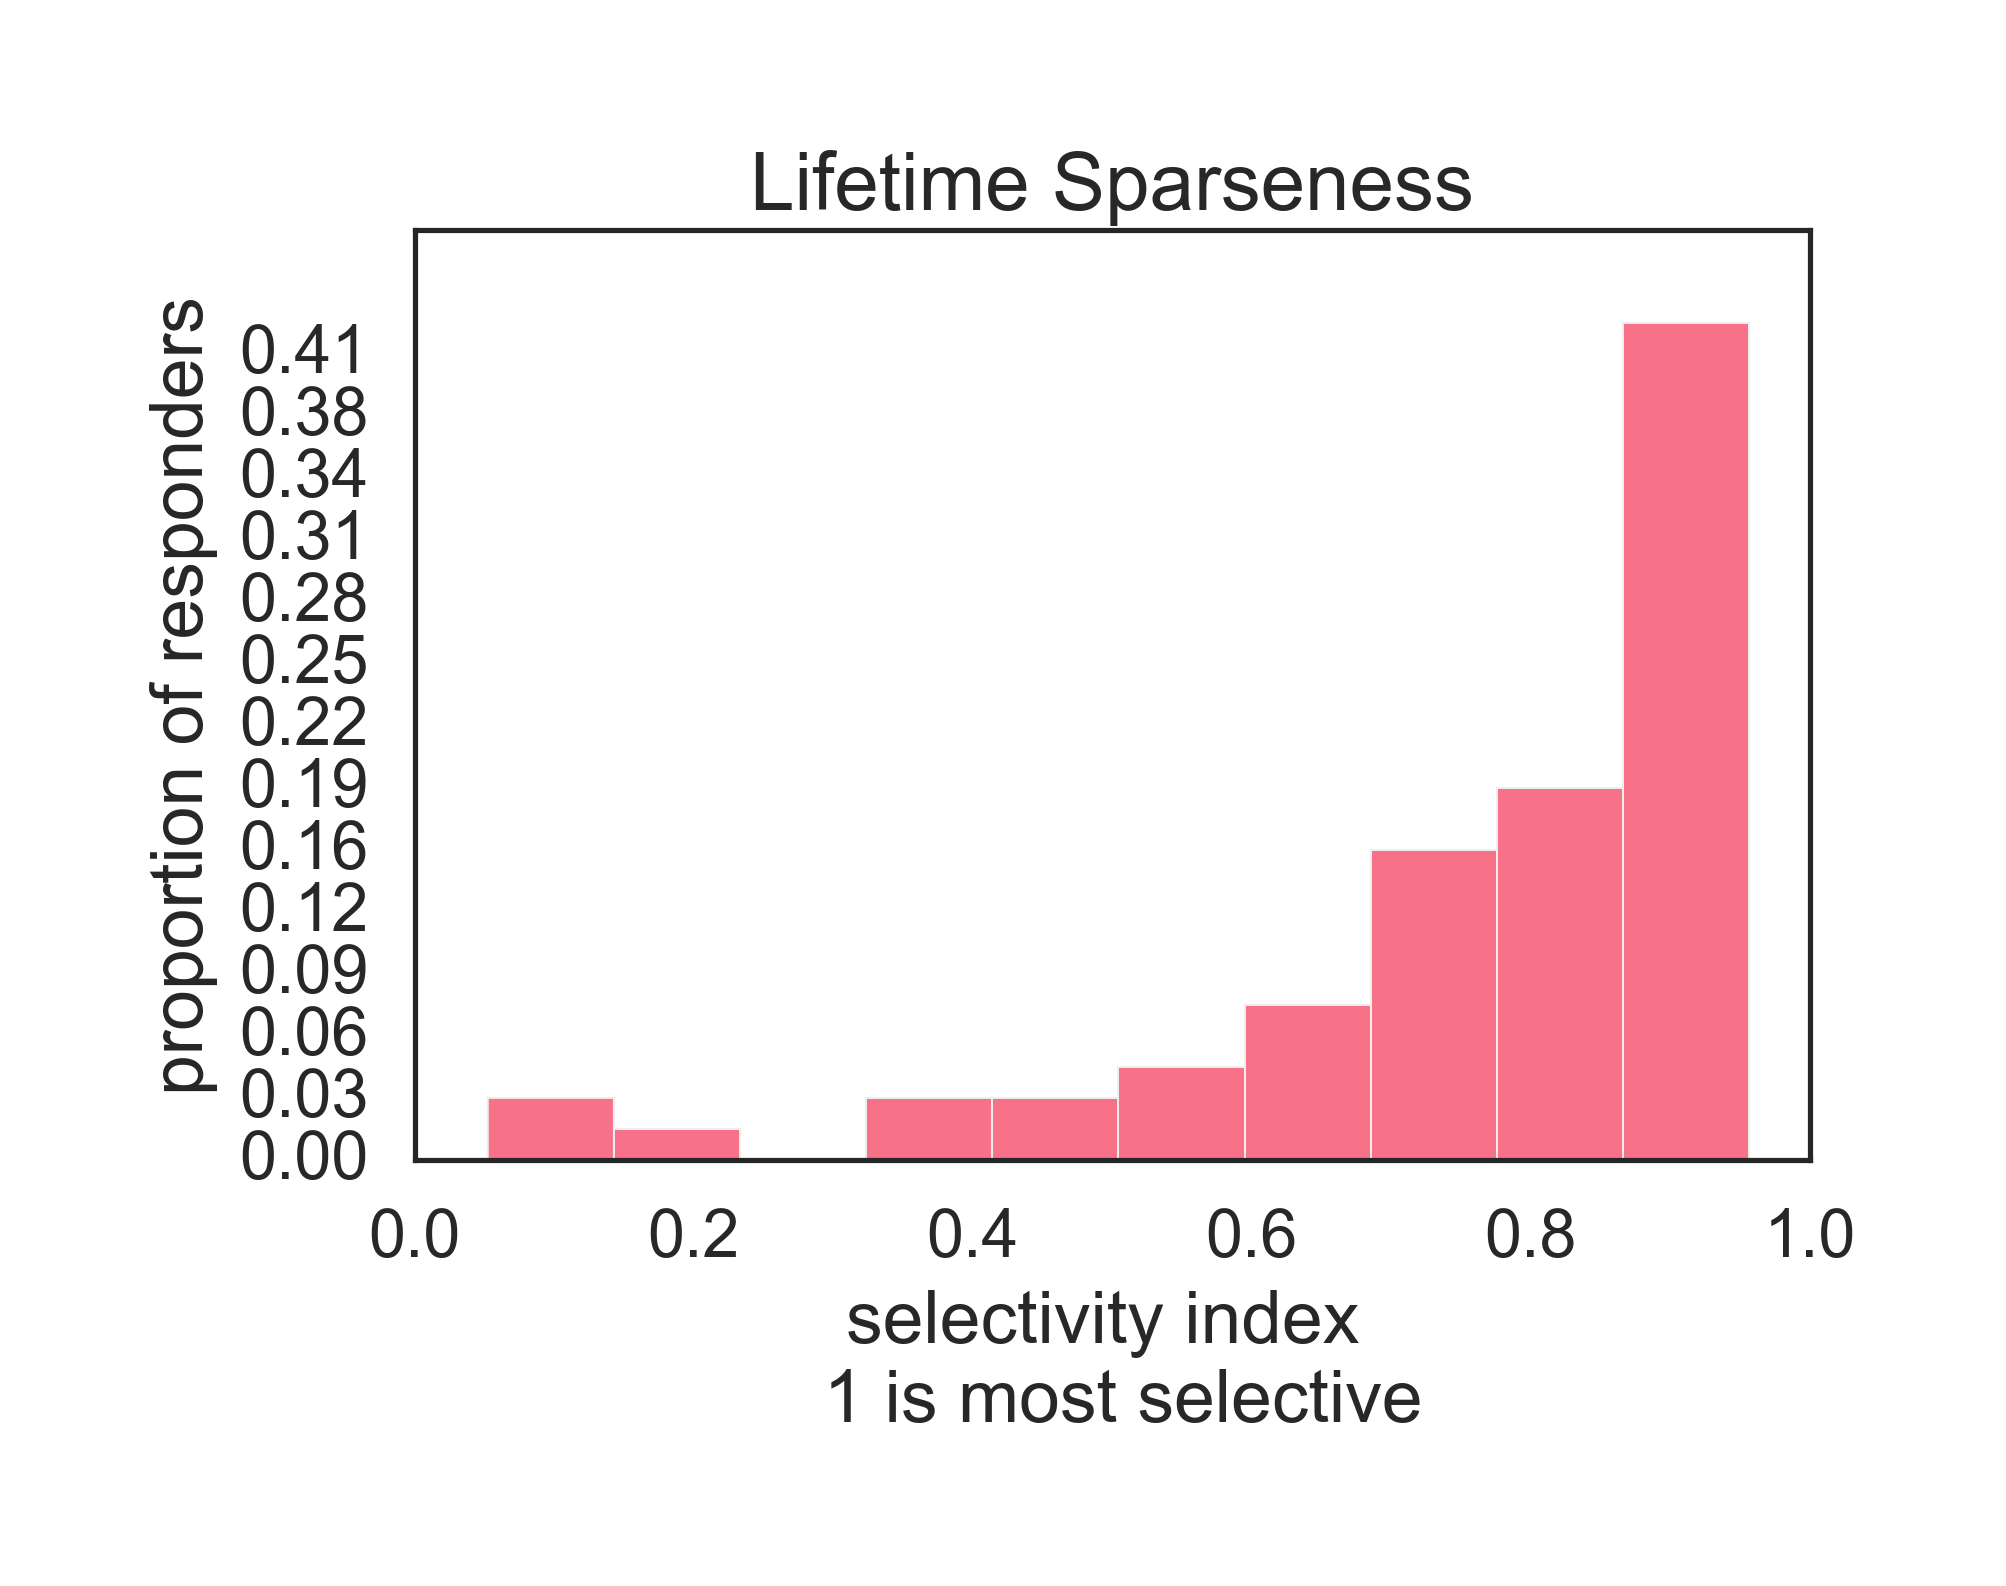 Lifetime Sparseness
proportion of responders
0.41
0.38
0.34
0.31
0.28
0.25
0.22
0.19
0.16
0.12
0.09
0.06
0.03
0.00
0.0 0.2 0.4 0.6 0.8 1.0
selectivity index
1 is most selective